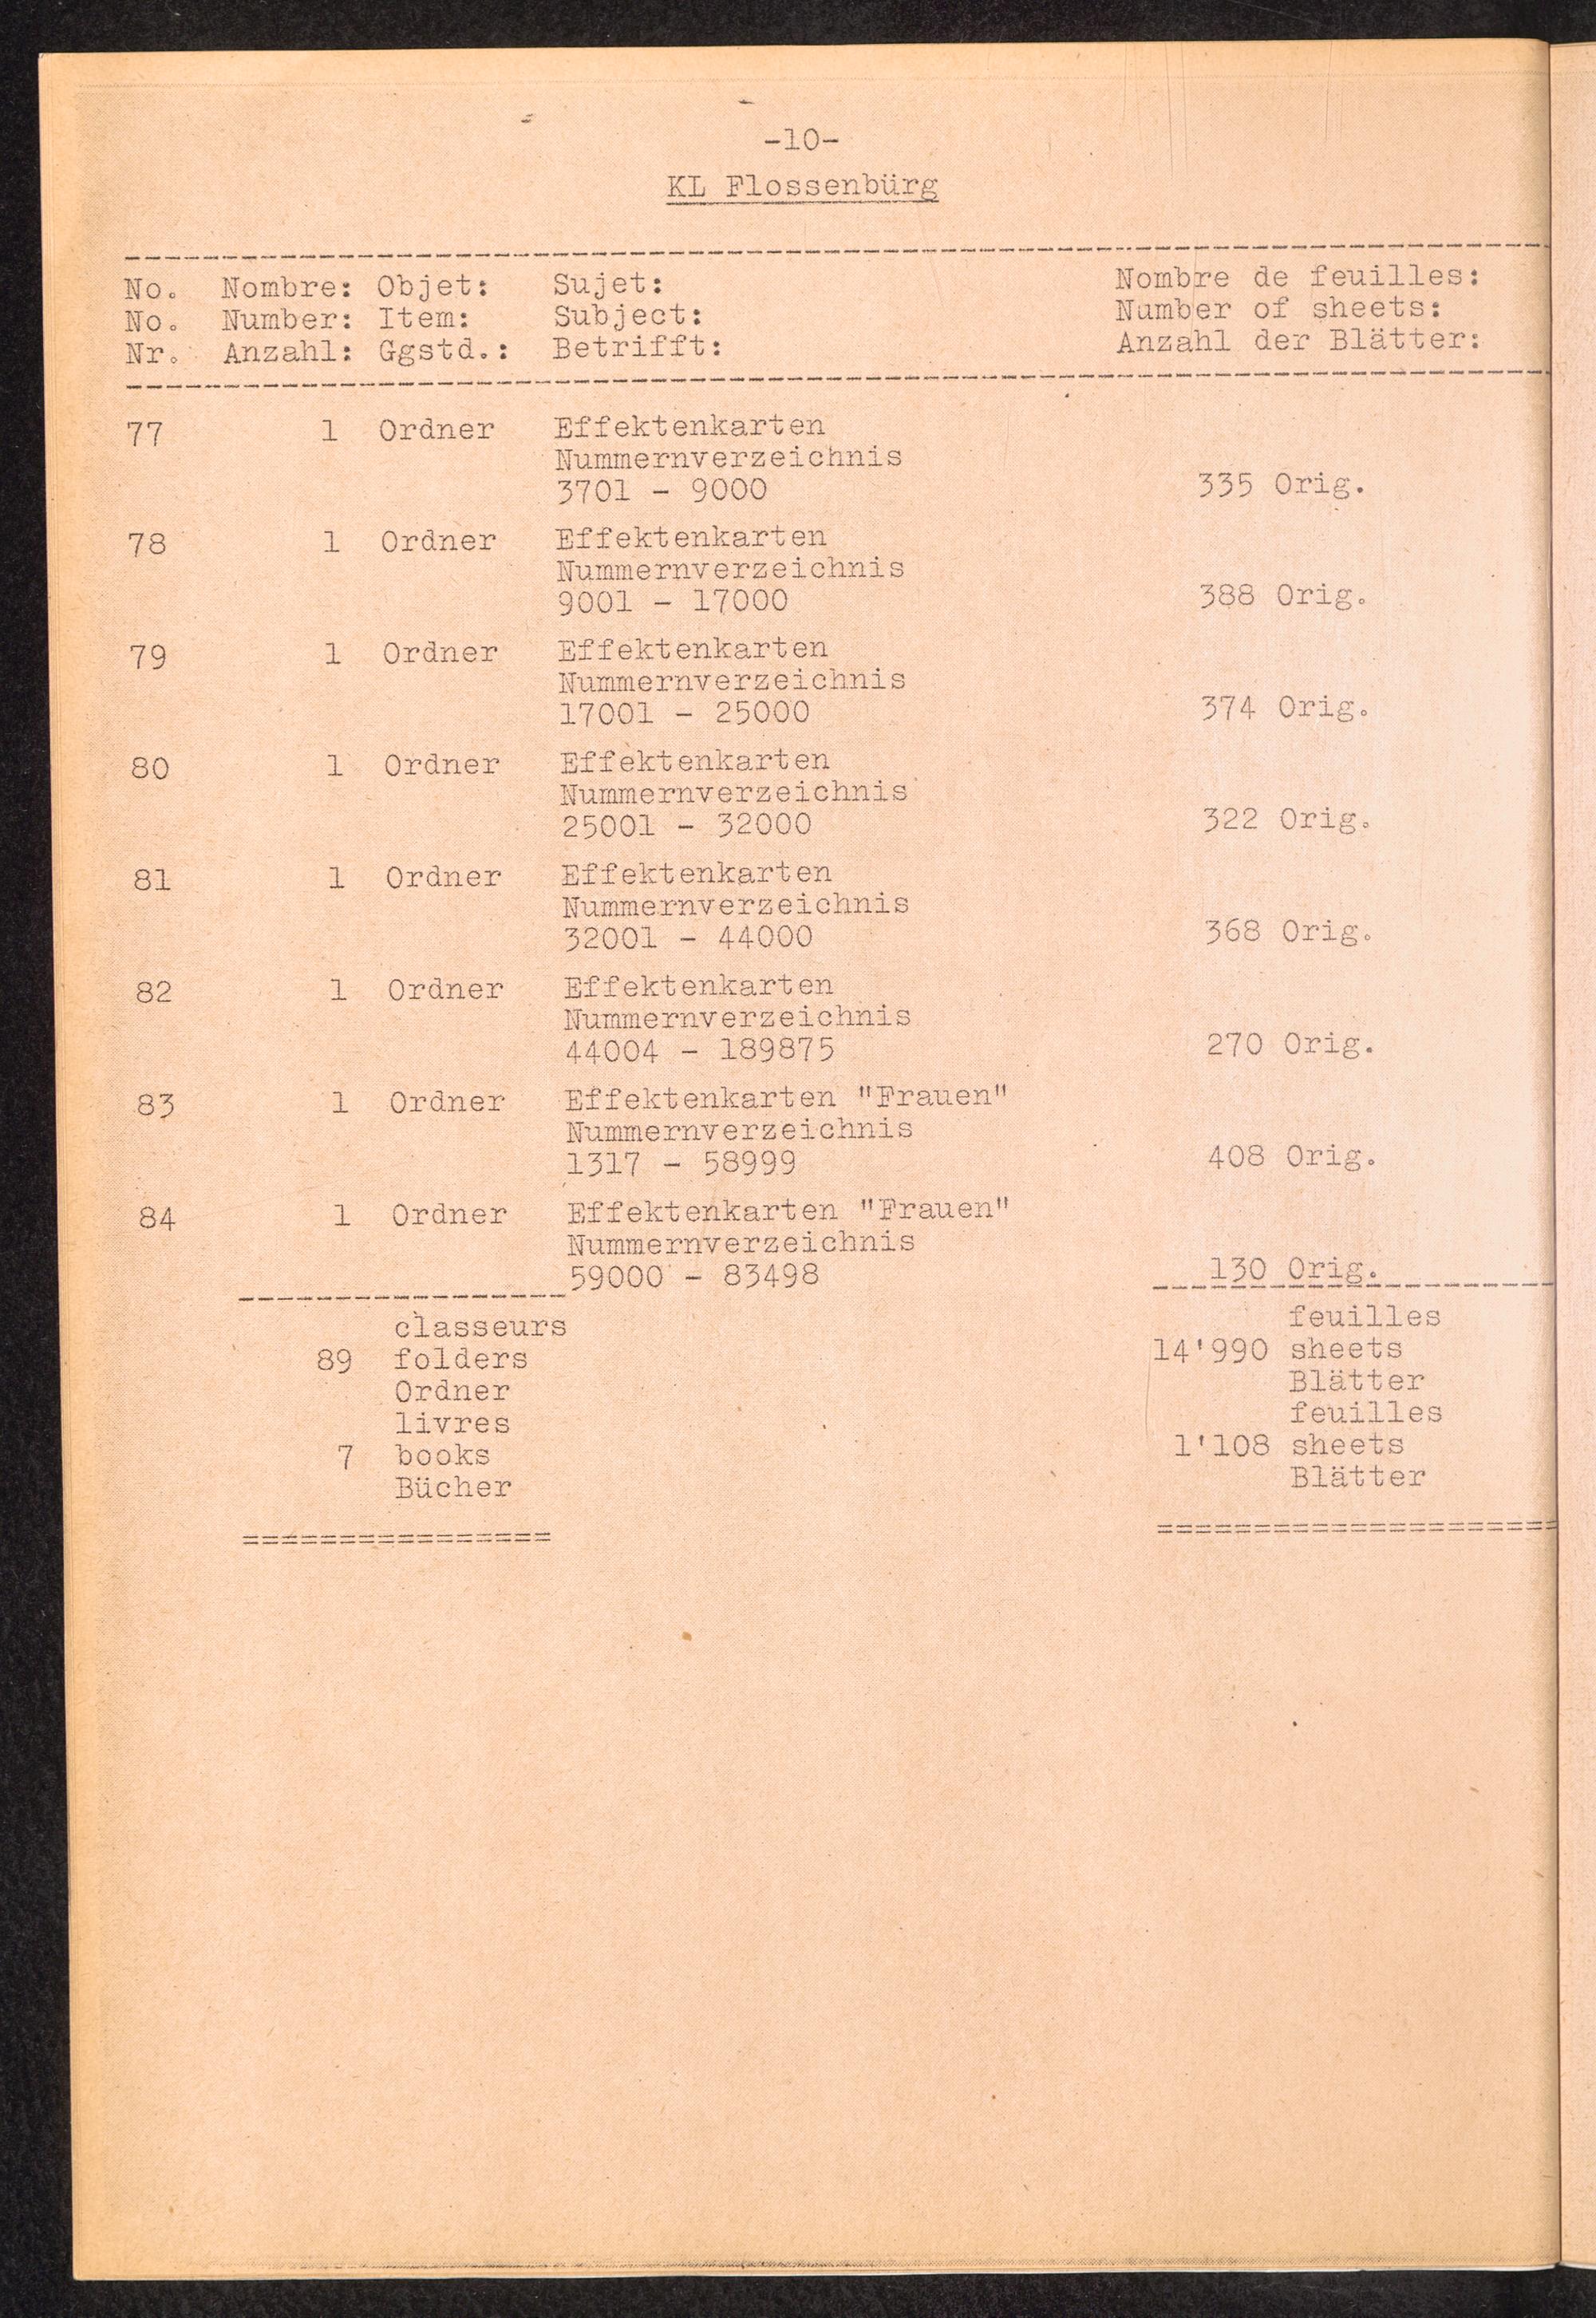 -10-
KL Flossenbürg
No. Nombre: Objet: Sujet: Nombre de feuilles:
No. Number: Item: Subject: Number of sheets:
Nr. Anzahl: Ggstd.: Betrifft: Anzahl der Blätter:
77 1 Ordner Effektenkarten
Nummernverzeichnis
3701 - 9000 335 Orig.
78 1 Ordner Effektenkarten
Nummernverzeichnis
9001 - 17000 388 Orig.
79 1 Ordner Effektenkarten
Nummernverzeichnis
17001 - 25000 374 Orig.
80 1 Ordner Effektenkarten
Nummernverzeichnis
25001 - 32000 322 Orig.
81 1 Ordner Effektenkarten
Nummernverzeichnis
32001 - 44000 368 Orig.
82 1 Ordner Effektenkarten
Nummernverzeichnis
44004 - 189875 270 Orig.
83 1 Ordner Effektenkarten "Frauen"
Nummernverzeichnis
1317 - 58999 408 Orig.
84 1 Ordner Effektenkarten "Frauen"
Nummernverzeichnis
59000 - 83498 130 Orig.
classeurs feuilles
89 folders 14'990 sheets
Ordner Blätter
livres feuilles
7 books 1'108 sheets
Bücher Blätter